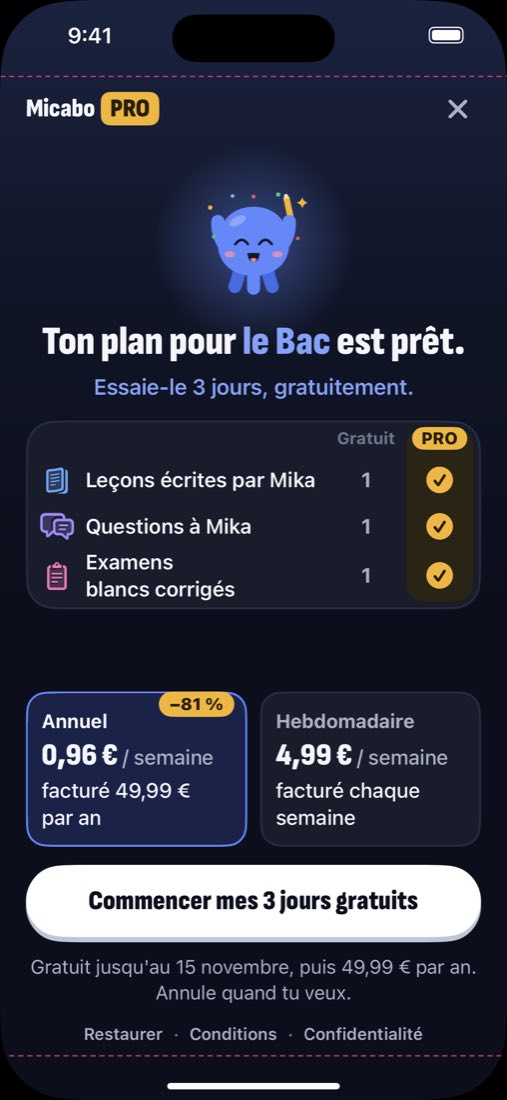 9:41
Micabo PRO
Ton plan pour le Bac est prêt.
Essaie-le 3 jours, gratuitement.
Gratuit PRO
Leçons écrites par Mika 1
Questions à Mika 1
Examens
blancs corrigés 1
−81 %
Annuel
0,96 € / semaine
facturé 49,99 €
par an
Hebdomadaire
4,99 € / semaine
facturé chaque
semaine
Commencer mes 3 jours gratuits
Gratuit jusqu'au 15 novembre, puis 49,99 € par an.
Annule quand tu veux.
Restaurer · Conditions · Confidentialité